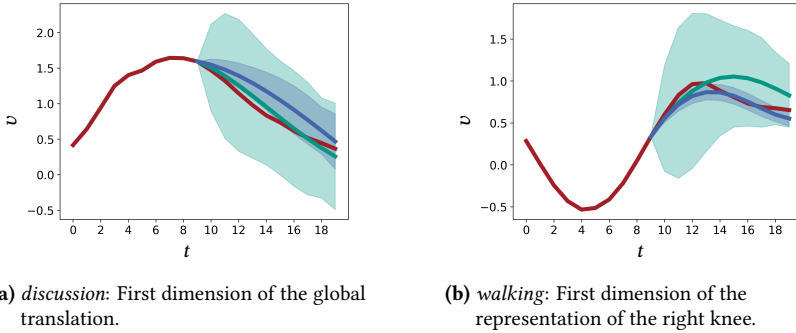 2.0
1.5
1.0
0.5
0.0
−0.5
v
0 2 4 6 8 10 12 14 16 18
t
1.5
1.0
0.5
0.0
−0.5
v
0 2 4 6 8 10 12 14 16 18
t
a) discussion: First dimension of the global
translation.
(b) walking: First dimension of the
representation of the right knee.